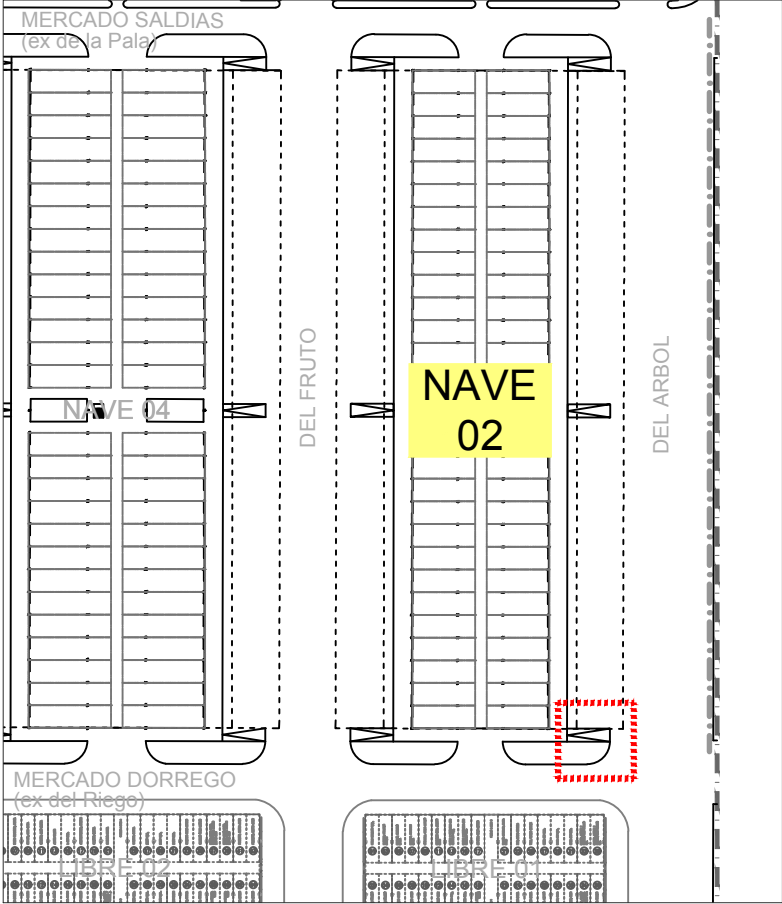 MERCADO SALDIAS
(ex de la Pala)
DEL FRUTO
DEL ARBOL
NAVE 04
NAVE
02
MERCADO DORREGO
(ex del Riego)
LIBRE 02
LIBRE 01